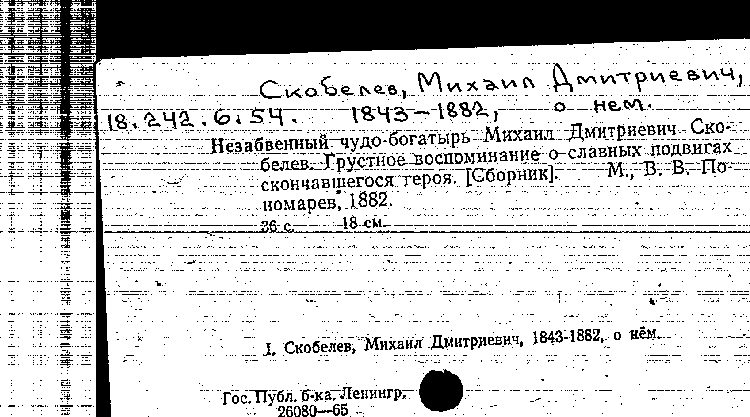 Скобелев, Михаил Дмитриевич,
18.242.6.54. 1843-1882, о нем.
Незабвенный чудо-богатырь Михаил Дмитриевич Ско-
белев. Грустное воспоминание о славных подвигах
скончавшегося героя. [Сборник]. М., В. В. По-
номарев, 1882.
36 с. 18 см.
1. Скобелев, Михаил Дмитриевич, 1843-1882, о нём.
Гос. Публ. б-ка. Ленингр.
26080—65